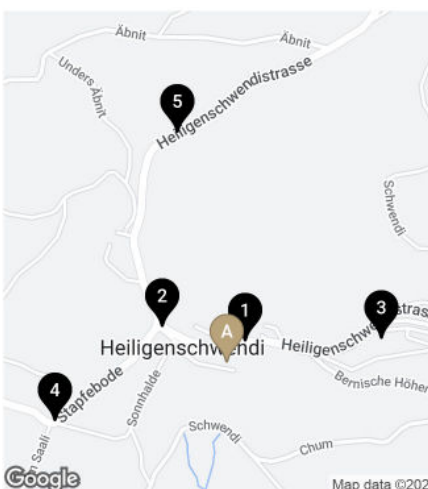 Äbnit
Äbnit
Unders Äbnit
5
Heiligenschwendistrasse
Schwendi
2
1
3
A
Heiligenschwendi
Heiligenschwendistras
Bernische Höhen
4
Stapfebode
Sonnhalde
n Saali
Schwendi
Chum
Google
Map data ©202